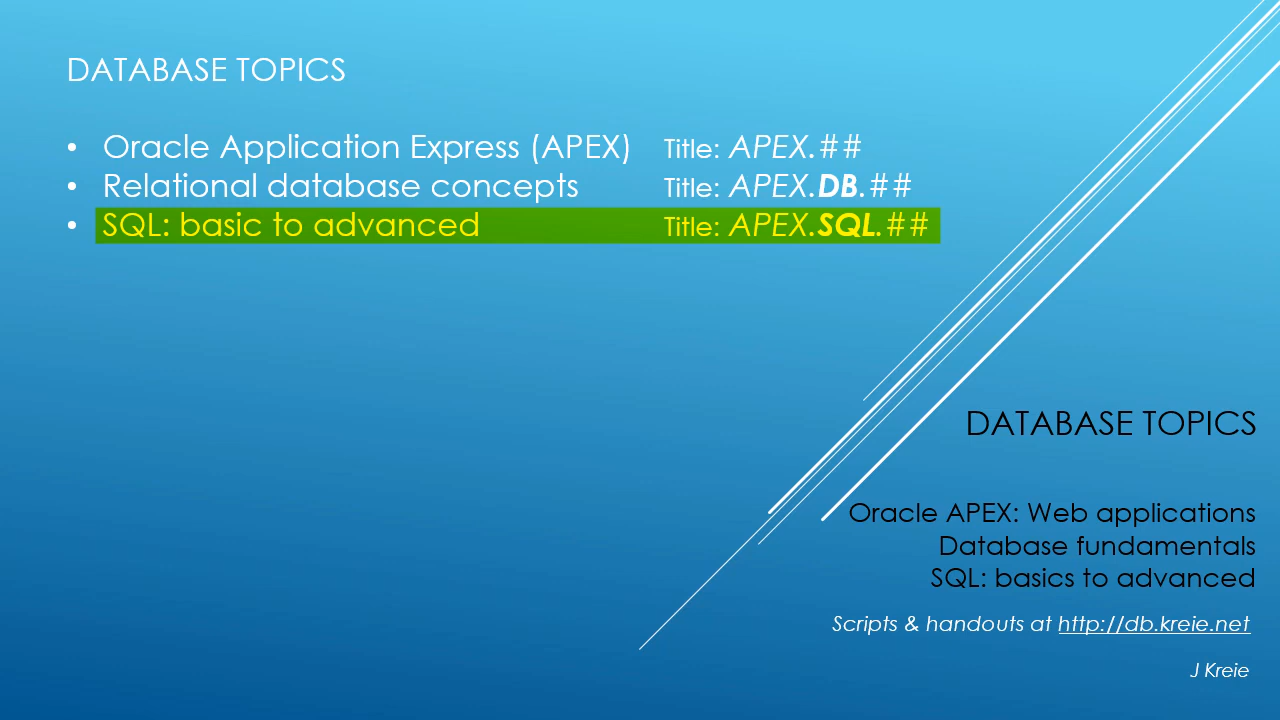 DATABASE TOPICS
• Oracle Application Express (APEX) Title: APEX.##
• Relational database concepts Title: APEX.DB.##
• SQL: basic to advanced Title: APEX.SQL.##
DATABASE TOPICS
Oracle APEX: Web applications
Database fundamentals
SQL: basics to advanced
Scripts & handouts at http://db.kreie.net
J Kreie